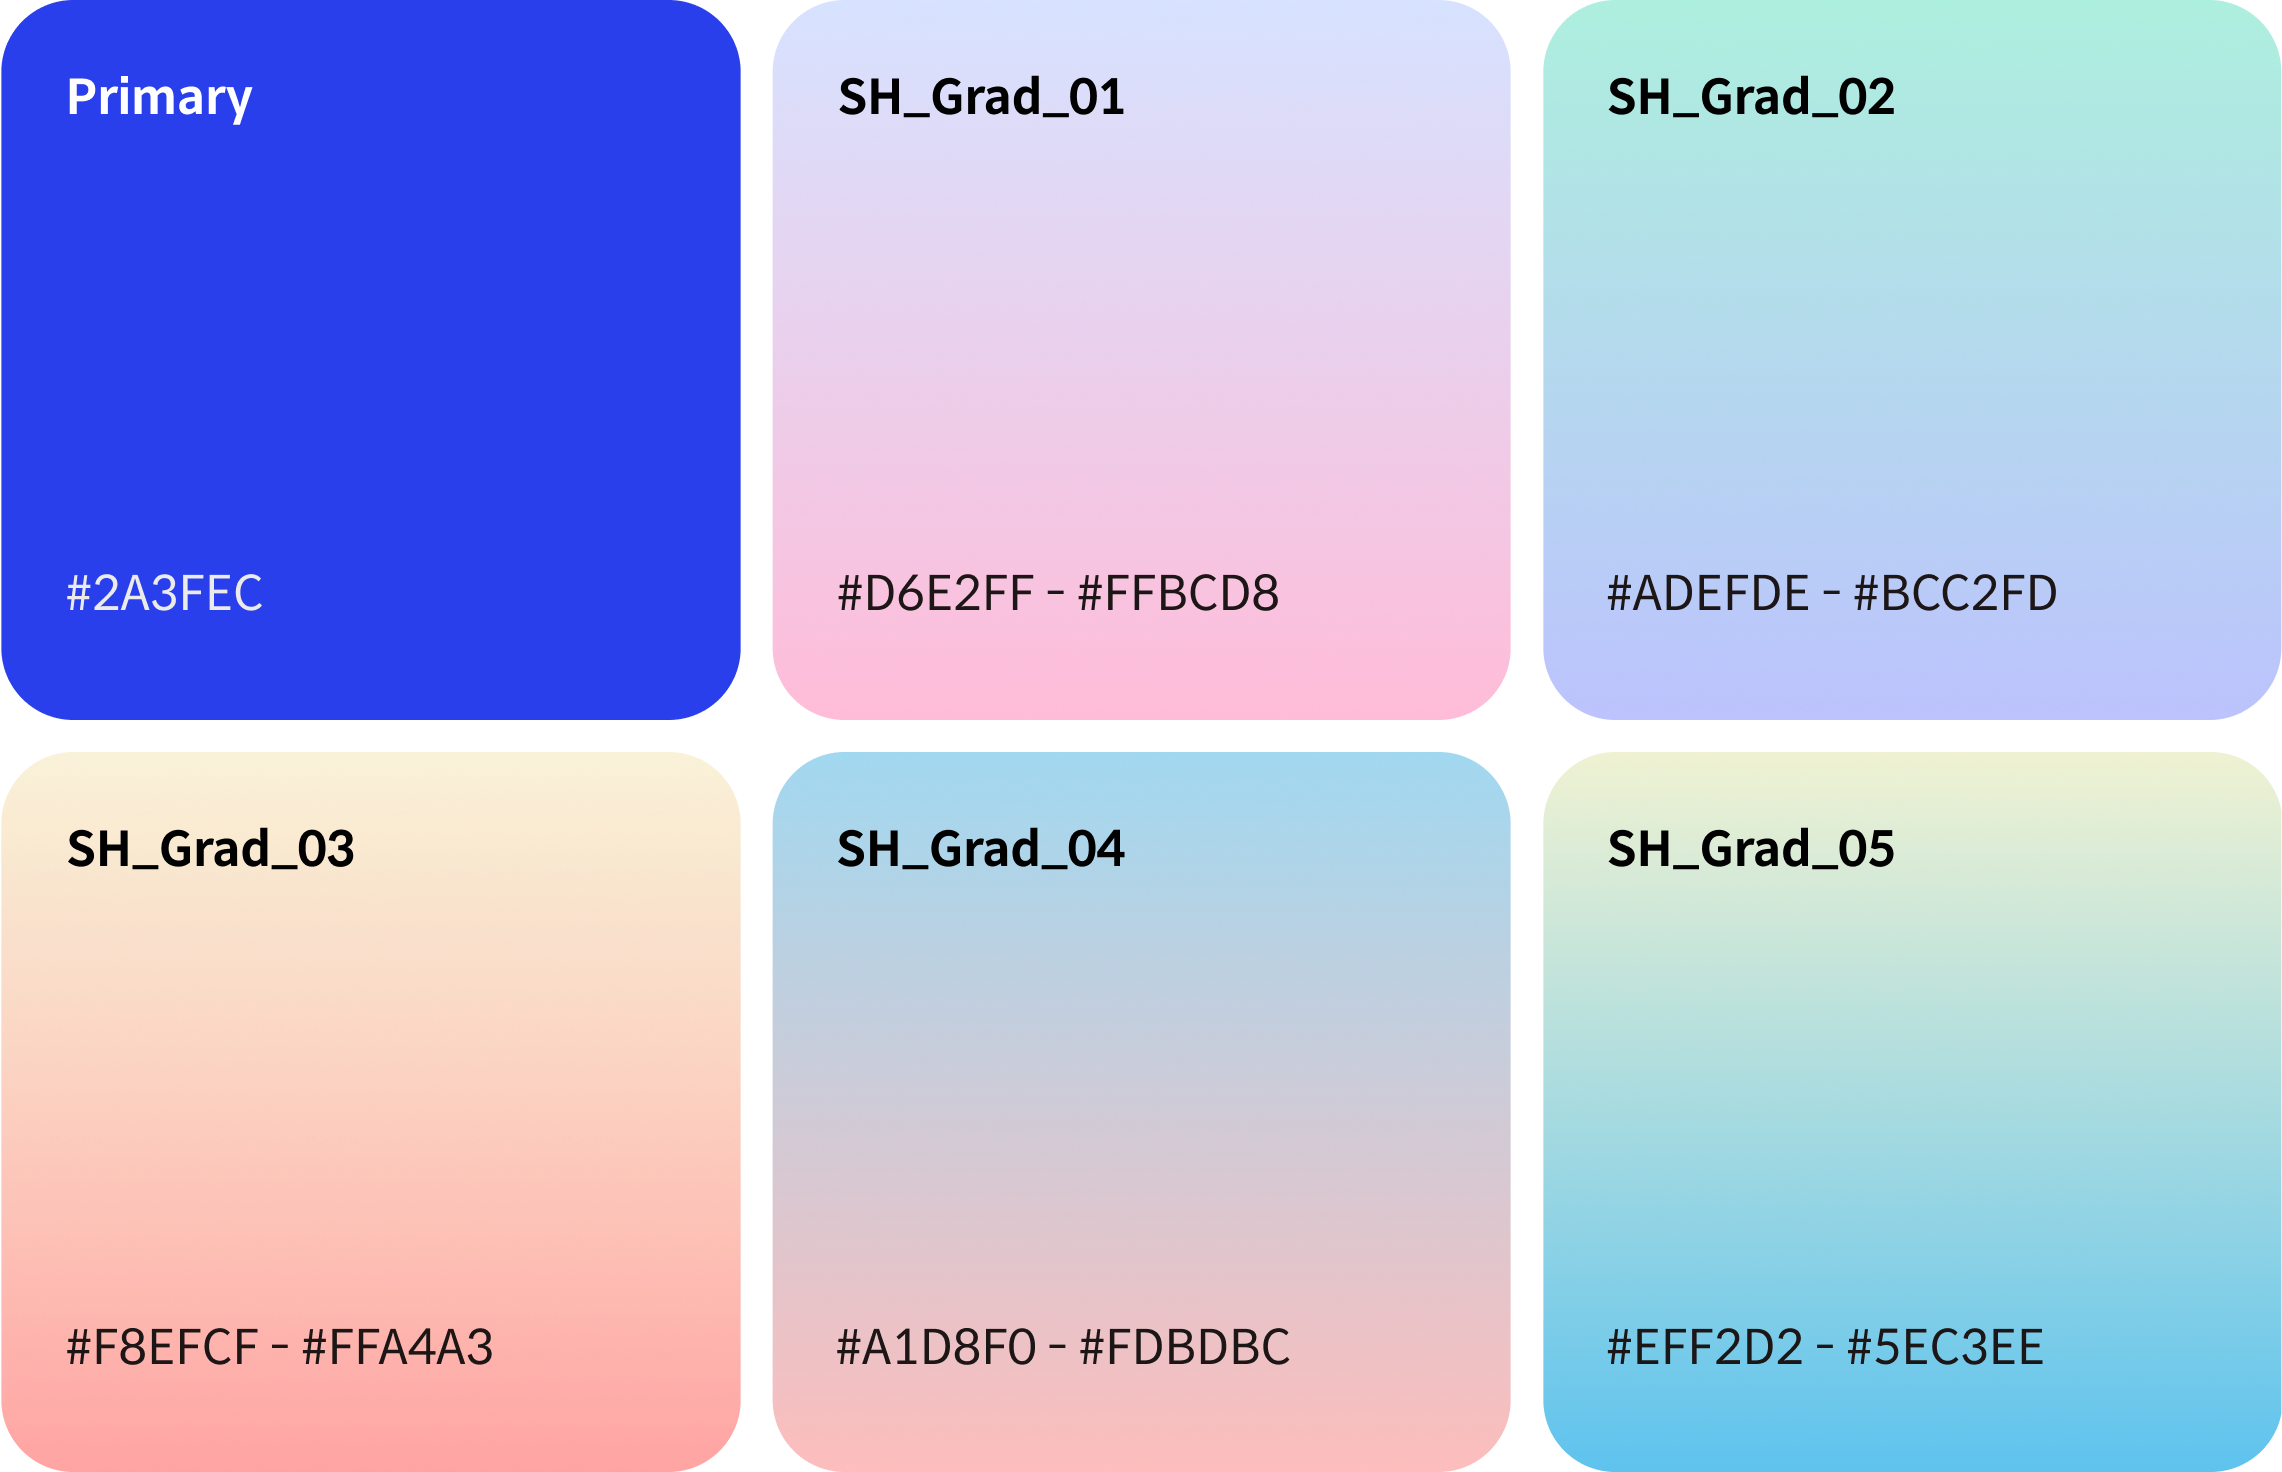 Primary
#2A3FEC
SH_Grad_01
#D6E2FF - #FFBCD8
SH_Grad_02
#ADEFDE - #BCC2FD
SH_Grad_03
#F8EFCF - #FFA4A3
SH_Grad_04
#A1D8F0 - #FDBDBC
SH_Grad_05
#EFF2D2 - #5EC3EE